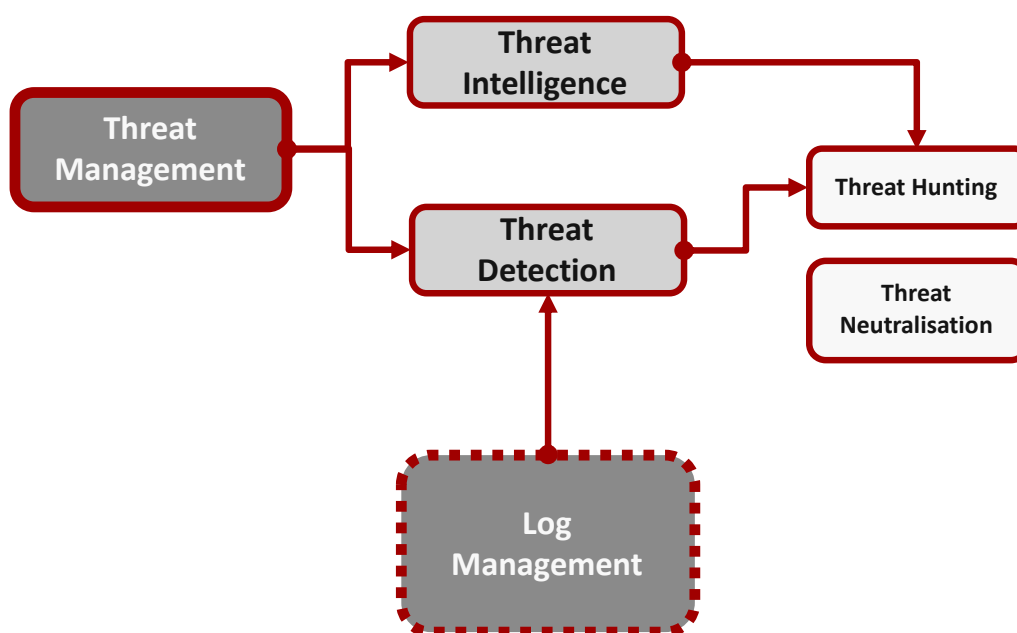 Threat
Intelligence
Threat
Management
Threat Hunting
Threat
Detection
Threat
Neutralisation
Log
Management